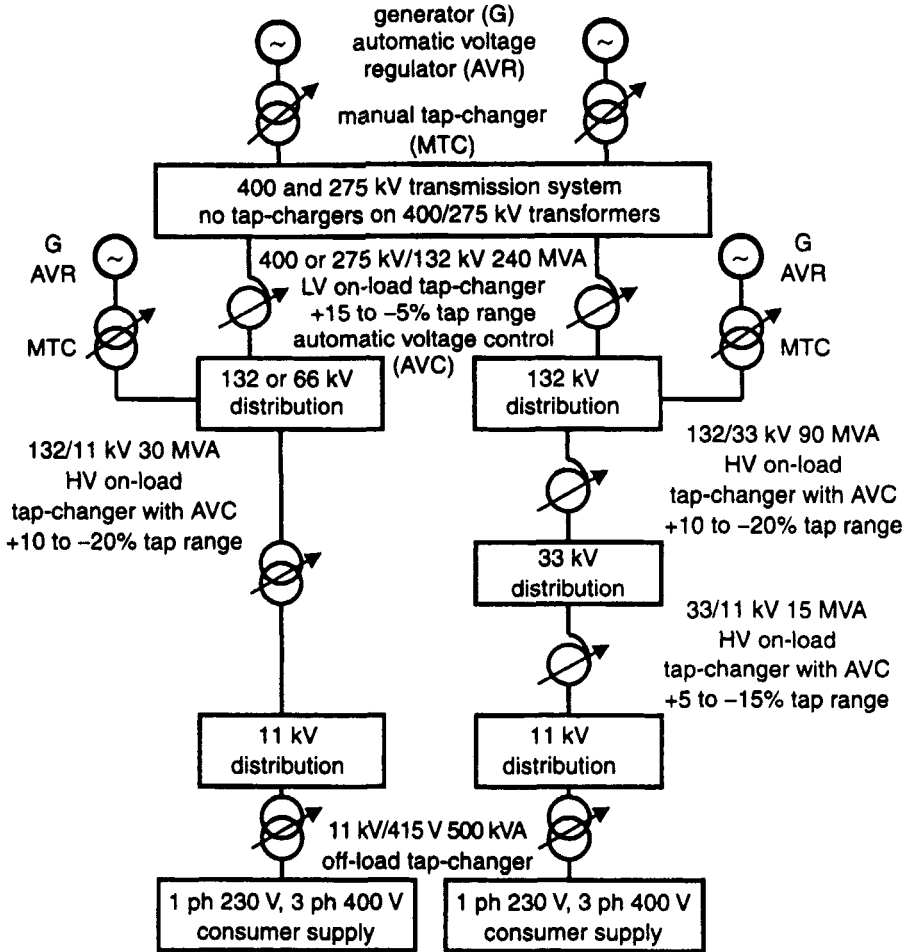 generator (G)
automatic voltage
regulator (AVR)
~
~
manual tap-changer
(MTC)
400 and 275 kV transmission system
no tap-chargers on 400/275 kV transformers
G
AVR
~
MTC
400 or 275 kV/132 kV 240 MVA
LV on-load tap-changer
+15 to –5% tap range
automatic voltage control
(AVC)
G
AVR
~
MTC
132 or 66 kV
distribution
132 kV
distribution
132/11 kV 30 MVA
HV on-load
tap-changer with AVC
+10 to –20% tap range
132/33 kV 90 MVA
HV on-load
tap-changer with AVC
+10 to –20% tap range
33 kV
distribution
33/11 kV 15 MVA
HV on-load
tap-changer with AVC
+5 to –15% tap range
11 kV
distribution
11 kV
distribution
11 kV/415 V 500 kVA
off-load tap-changer
1 ph 230 V, 3 ph 400 V
consumer supply
1 ph 230 V, 3 ph 400 V
consumer supply